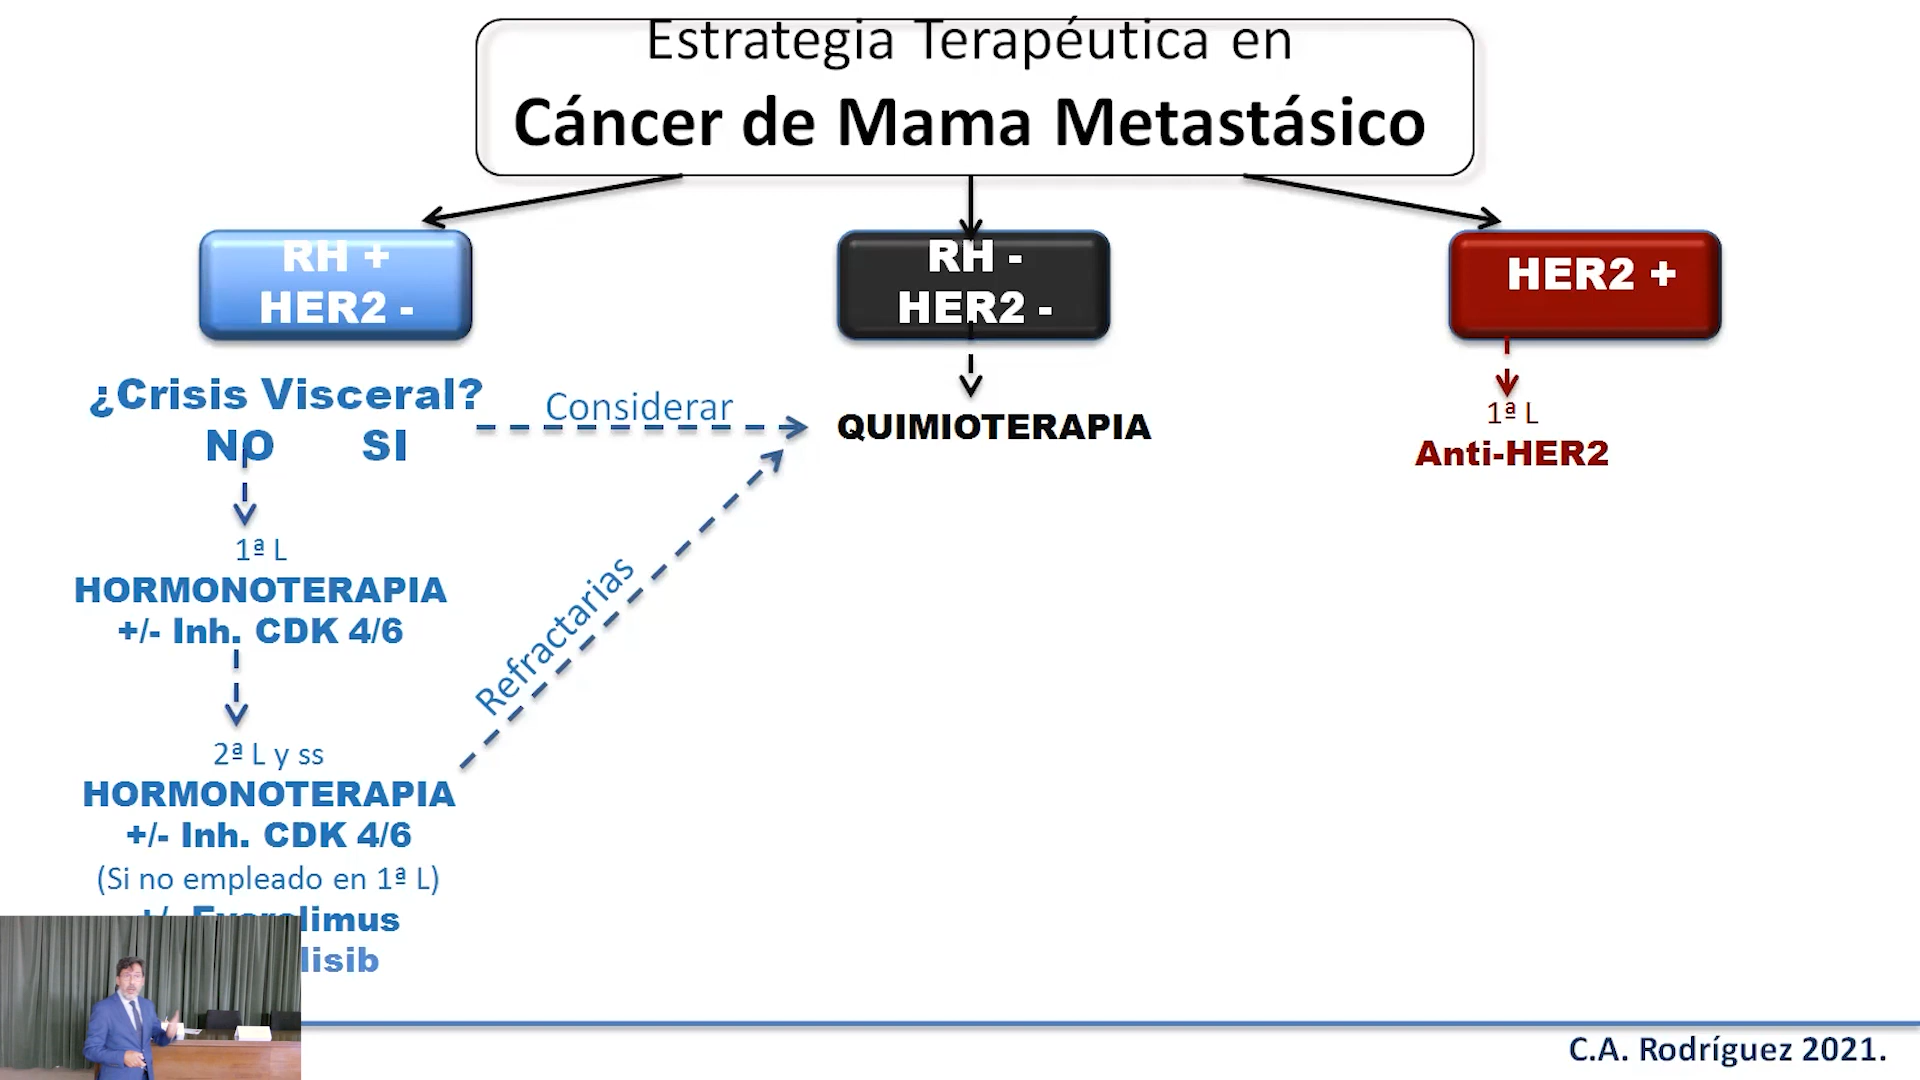 Estrategia Terapéutica en
Cáncer de Mama Metastásico
RH +
HER2 -
RH -
HER2 -
HER2 +
¿Crisis Visceral?
NO SI
Considerar
QUIMIOTERAPIA
1ª L
Anti-HER2
1ª L
HORMONOTERAPIA
+/- Inh. CDK 4/6
Refractarias
2ª L y ss
HORMONOTERAPIA
+/- Inh. CDK 4/6
(Si no empleado en 1ª L)
+/- Everolimus
lisib
C.A. Rodríguez 2021.